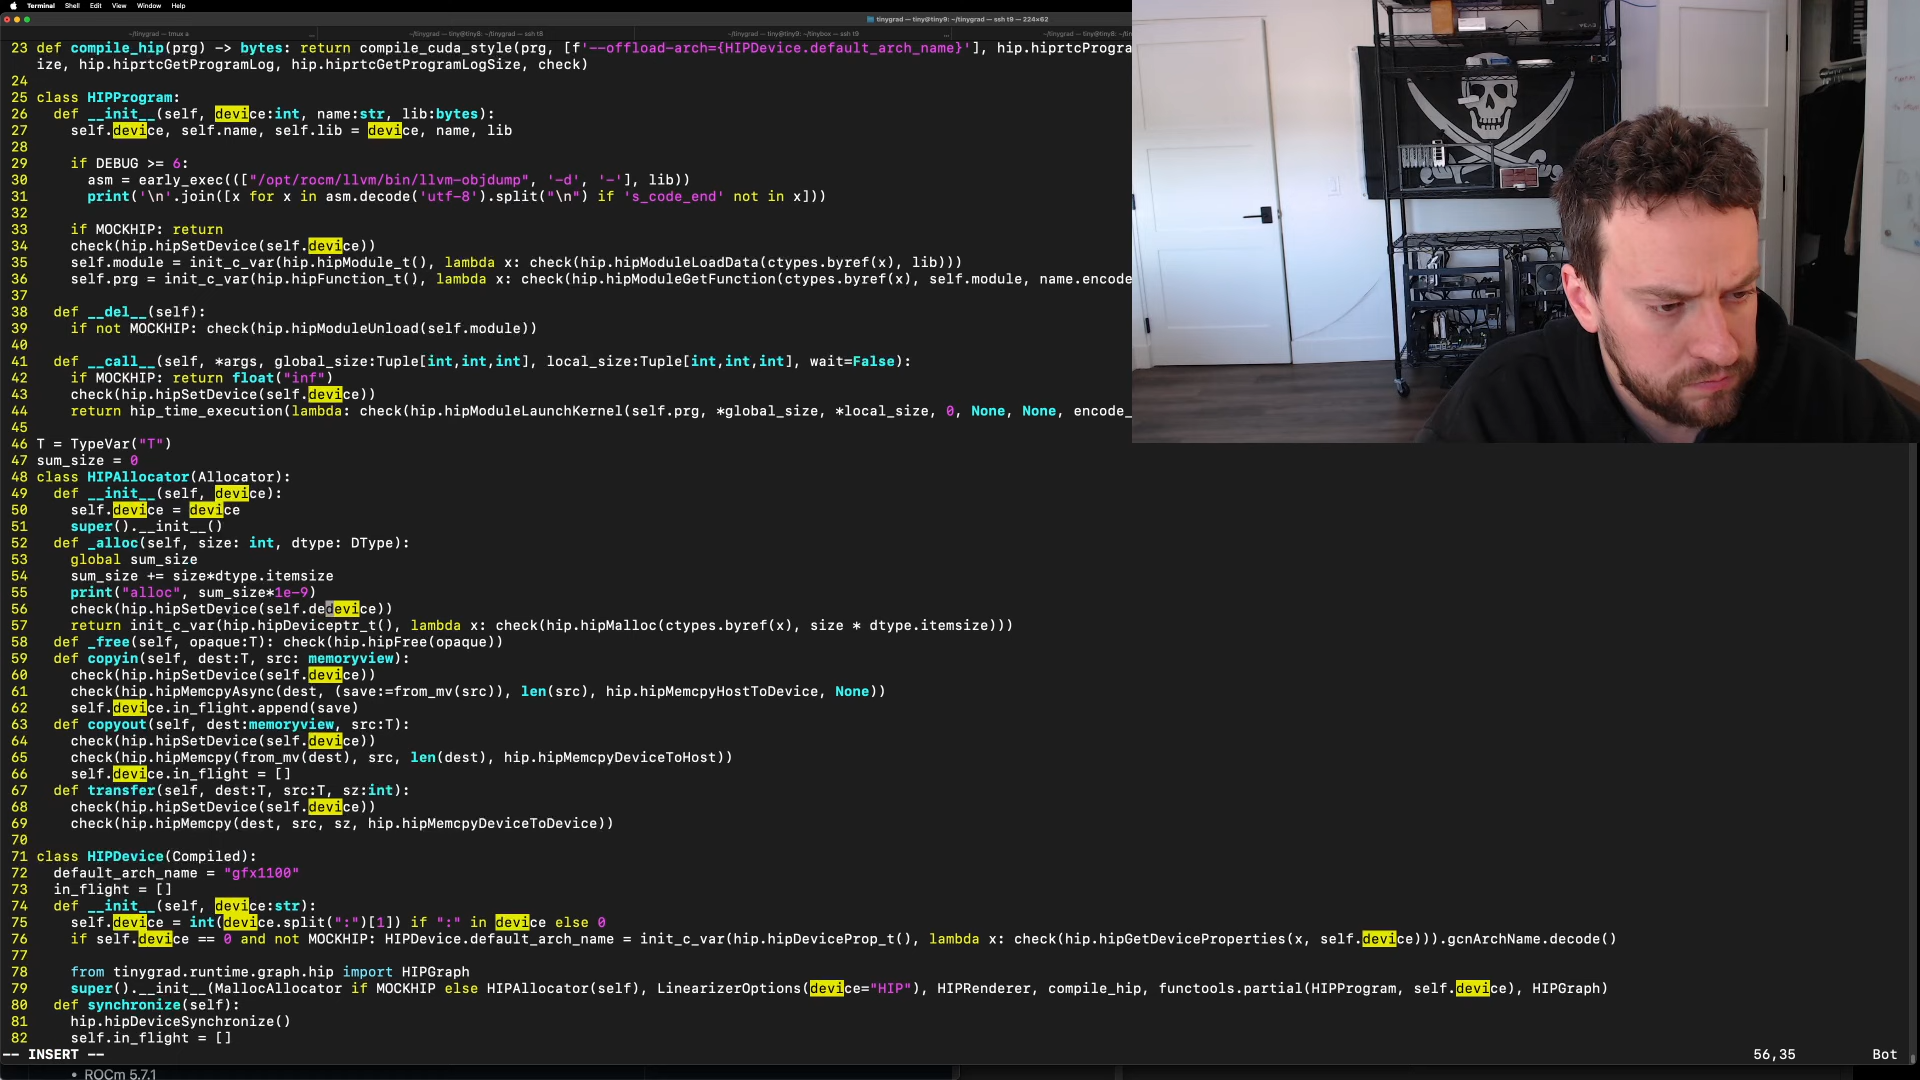 Terminal Shell Edit View Window Help
tinygrad — tiny@tiny9: ~/tinygrad — ssh t9 — 224×62
~/tinygrad — tmux a
~/tinygrad — tiny@tiny8: ~/tinygrad — ssh t8
~/tinygrad — tiny@tiny9: ~/tinybox — ssh t9
23 def compile_hip(prg) -> bytes: return compile_cuda_style(prg, [f'--offload-arch={HIPDevice.default_arch_name}'], hip.hiprtcProgra
ize, hip.hiprtcGetProgramLog, hip.hiprtcGetProgramLogSize, check)
24
25 class HIPProgram:
26   def __init__(self, device:int, name:str, lib:bytes):
27     self.device, self.name, self.lib = device, name, lib
28
29     if DEBUG >= 6:
30       asm = early_exec((["/opt/rocm/llvm/bin/llvm-objdump", '-d', '-'], lib))
31       print('\n'.join([x for x in asm.decode('utf-8').split("\n") if 's_code_end' not in x]))
32
33     if MOCKHIP: return
34     check(hip.hipSetDevice(self.device))
35     self.module = init_c_var(hip.hipModule_t(), lambda x: check(hip.hipModuleLoadData(ctypes.byref(x), lib)))
36     self.prg = init_c_var(hip.hipFunction_t(), lambda x: check(hip.hipModuleGetFunction(ctypes.byref(x), self.module, name.encode
37
38   def __del__(self):
39     if not MOCKHIP: check(hip.hipModuleUnload(self.module))
40
41   def __call__(self, *args, global_size:Tuple[int,int,int], local_size:Tuple[int,int,int], wait=False):
42     if MOCKHIP: return float("inf")
43     check(hip.hipSetDevice(self.device))
44     return hip_time_execution(lambda: check(hip.hipModuleLaunchKernel(self.prg, *global_size, *local_size, 0, None, None, encode_
45
46 T = TypeVar("T")
47 sum_size = 0
48 class HIPAllocator(Allocator):
49   def __init__(self, device):
50     self.device = device
51     super().__init__()
52   def _alloc(self, size: int, dtype: DType):
53     global sum_size
54     sum_size += size*dtype.itemsize
55     print("alloc", sum_size*1e-9)
56     check(hip.hipSetDevice(self.dedevice))
57     return init_c_var(hip.hipDeviceptr_t(), lambda x: check(hip.hipMalloc(ctypes.byref(x), size * dtype.itemsize)))
58   def _free(self, opaque:T): check(hip.hipFree(opaque))
59   def copyin(self, dest:T, src: memoryview):
60     check(hip.hipSetDevice(self.device))
61     check(hip.hipMemcpyAsync(dest, (save:=from_mv(src)), len(src), hip.hipMemcpyHostToDevice, None))
62     self.device.in_flight.append(save)
63   def copyout(self, dest:memoryview, src:T):
64     check(hip.hipSetDevice(self.device))
65     check(hip.hipMemcpy(from_mv(dest), src, len(dest), hip.hipMemcpyDeviceToHost))
66     self.device.in_flight = []
67   def transfer(self, dest:T, src:T, sz:int):
68     check(hip.hipSetDevice(self.device))
69     check(hip.hipMemcpy(dest, src, sz, hip.hipMemcpyDeviceToDevice))
70
71 class HIPDevice(Compiled):
72   default_arch_name = "gfx1100"
73   in_flight = []
74   def __init__(self, device:str):
75     self.device = int(device.split(":")[1]) if ":" in device else 0
76     if self.device == 0 and not MOCKHIP: HIPDevice.default_arch_name = init_c_var(hip.hipDeviceProp_t(), lambda x: check(hip.hipGetDeviceProperties(x, self.device))).gcnArchName.decode()
77
78     from tinygrad.runtime.graph.hip import HIPGraph
79     super().__init__(MallocAllocator if MOCKHIP else HIPAllocator(self), LinearizerOptions(device="HIP"), HIPRenderer, compile_hip, functools.partial(HIPProgram, self.device), HIPGraph)
80   def synchronize(self):
81     hip.hipDeviceSynchronize()
82     self.in_flight = []
-- INSERT -- 56,35 Bot
• ROCm 5.7.1